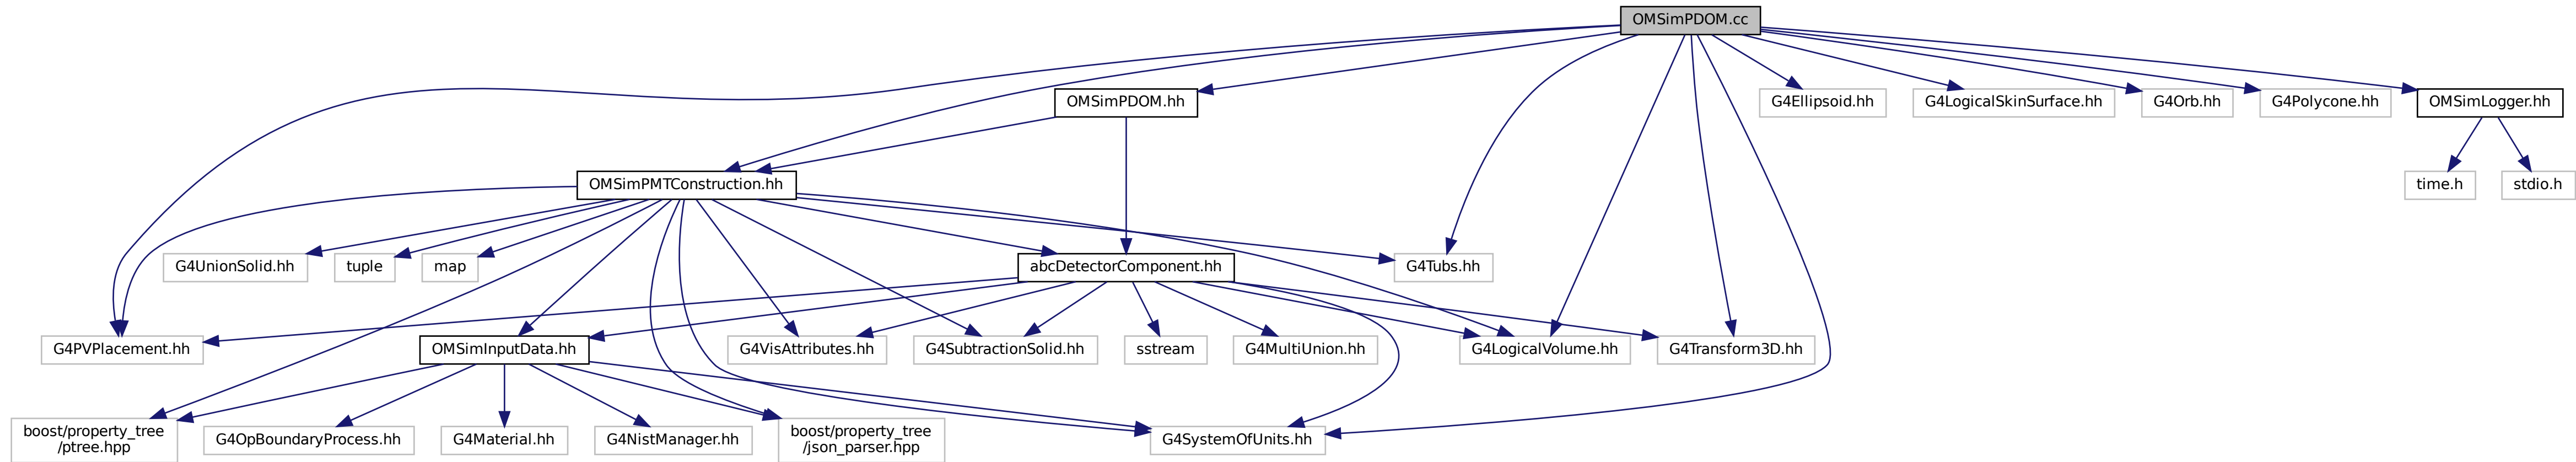 OMSimPDOM.cc
OMSimPDOM.hh
G4Ellipsoid.hh
G4LogicalSkinSurface.hh
G4Orb.hh
G4Polycone.hh
OMSimLogger.hh
OMSimPMTConstruction.hh
time.h
stdio.h
G4UnionSolid.hh
tuple
map
abcDetectorComponent.hh
G4Tubs.hh
G4PVPlacement.hh
OMSimInputData.hh
G4VisAttributes.hh
G4SubtractionSolid.hh
sstream
G4MultiUnion.hh
G4LogicalVolume.hh
G4Transform3D.hh
boost/property_tree
/ptree.hpp
G4OpBoundaryProcess.hh
G4Material.hh
G4NistManager.hh
boost/property_tree
/json_parser.hpp
G4SystemOfUnits.hh